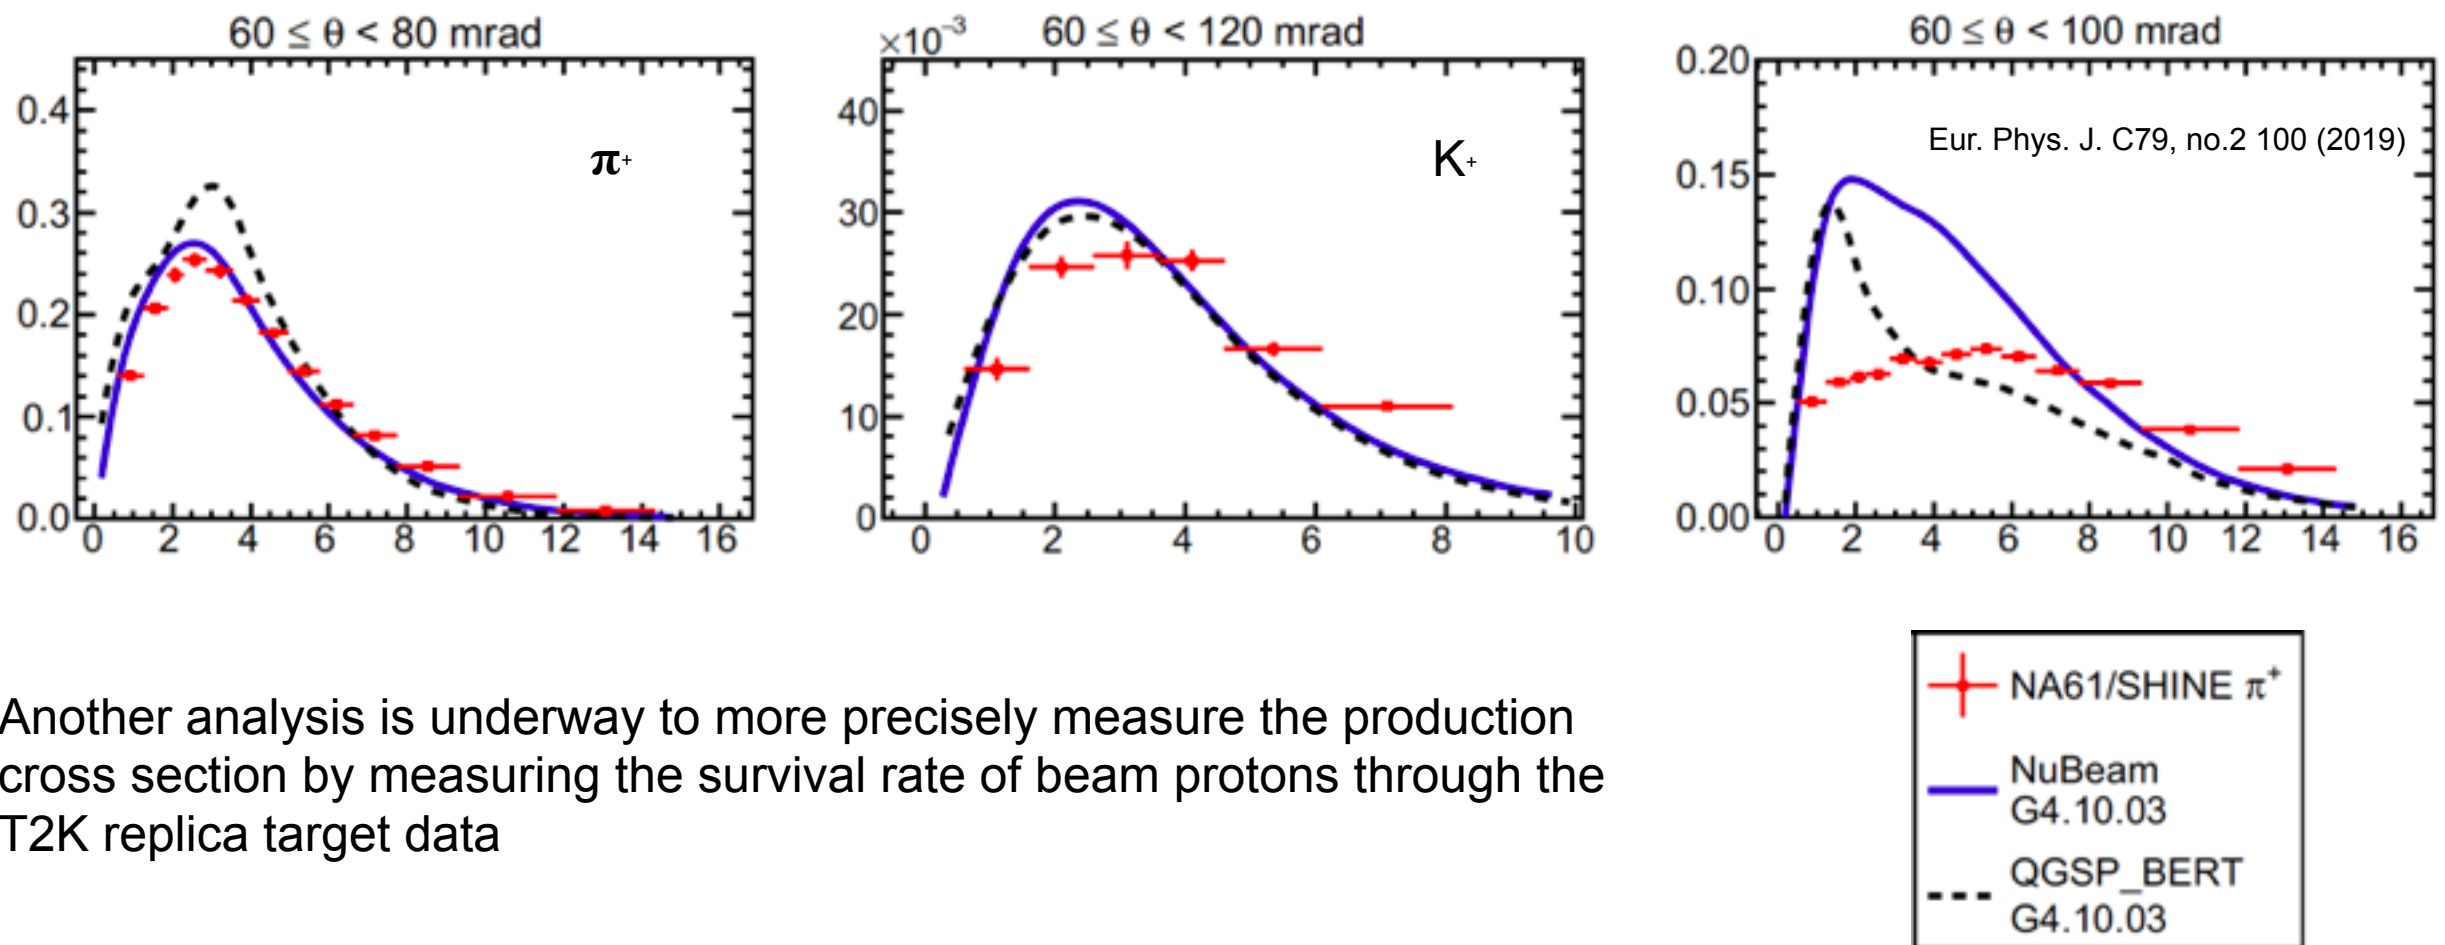 60 ≤ θ < 80 mrad
0.4
0.3
0.2
0.1
0.0
π+
0 2 4 6 8 10 12 14 16
×10⁻³
60 ≤ θ < 120 mrad
40
30
20
10
0
K+
0 2 4 6 8 10
60 ≤ θ < 100 mrad
0.20
0.15
0.10
0.05
0.00
Eur. Phys. J. C79, no.2 100 (2019)
0 2 4 6 8 10 12 14 16
Another analysis is underway to more precisely measure the production
cross section by measuring the survival rate of beam protons through the
T2K replica target data
NA61/SHINE π⁺
NuBeam
G4.10.03
QGSP_BERT
G4.10.03